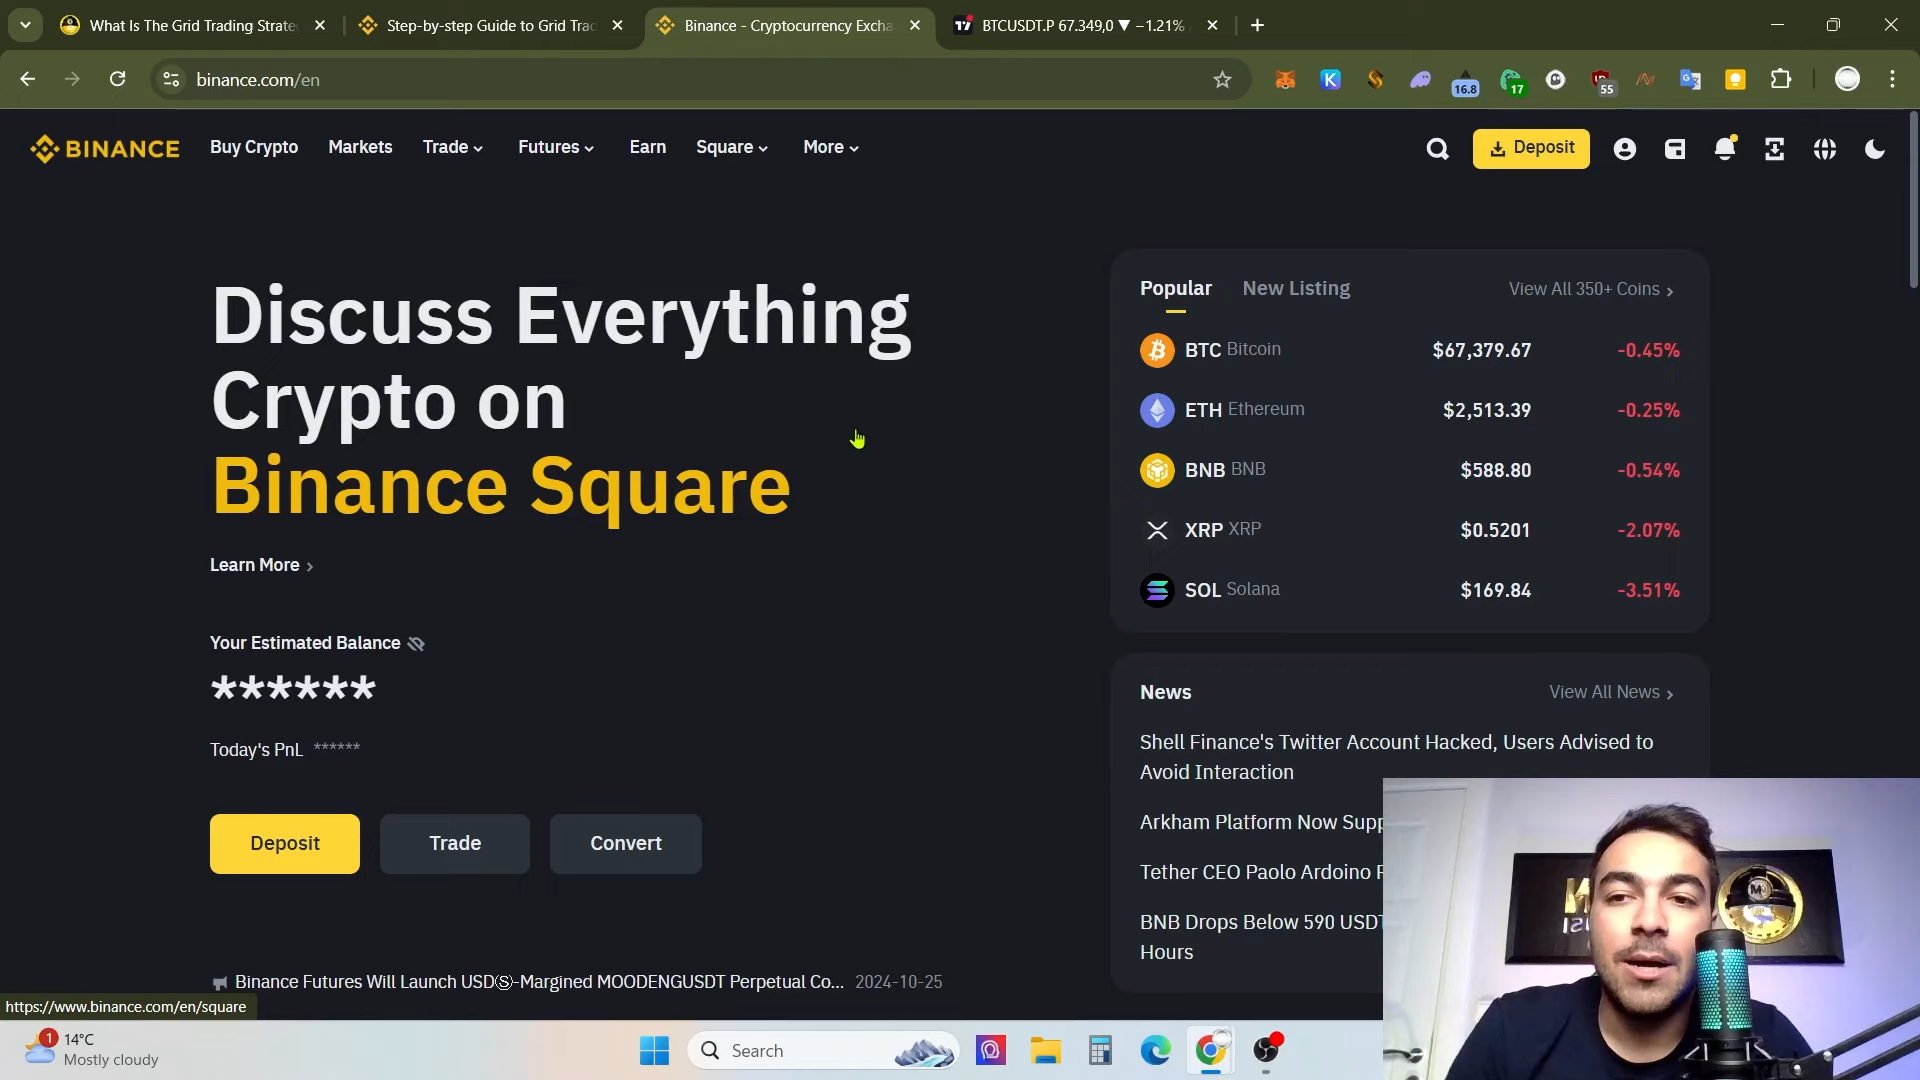 What Is The Grid Trading Strate
Step-by-step Guide to Grid Trad
Binance - Cryptocurrency Excha
BTCUSDT.P 67.349,0 ▼ −1.21%
binance.com/en
16.8
17
55
BINANCE
Buy Crypto
Markets
Trade
Futures
Earn
Square
More
Deposit
Discuss Everything
Crypto on
Binance Square
Learn More
Your Estimated Balance
******
Today's PnL ******
Deposit
Trade
Convert
Binance Futures Will Launch USDⓈ-Margined MOODENGUSDT Perpetual Co... 2024-10-25
Popular
New Listing
View All 350+ Coins
BTC Bitcoin $67,379.67 -0.45%
ETH Ethereum $2,513.39 -0.25%
BNB BNB $588.80 -0.54%
XRP XRP $0.5201 -2.07%
SOL Solana $169.84 -3.51%
News
View All News
Shell Finance's Twitter Account Hacked, Users Advised to
Avoid Interaction
Arkham Platform Now Supp
Tether CEO Paolo Ardoino
BNB Drops Below 590 USDT
Hours
https://www.binance.com/en/square
1
14°C
Mostly cloudy
Search